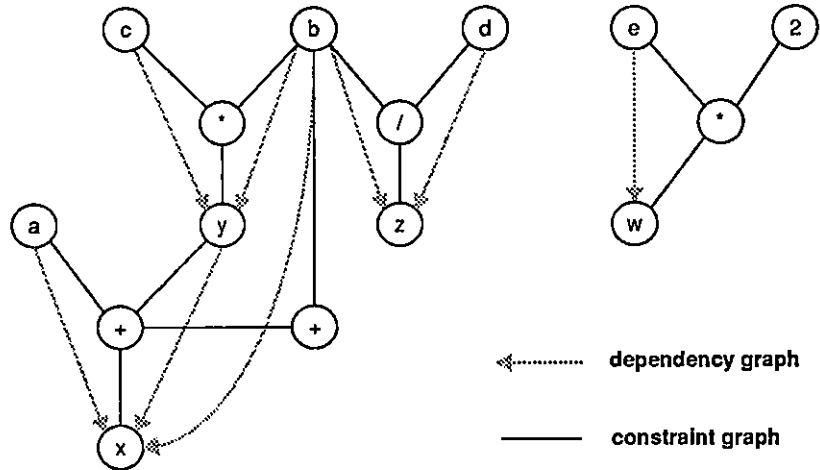 c b d e 2
* / *
a y z w
+ +
dependency graph
x
constraint graph